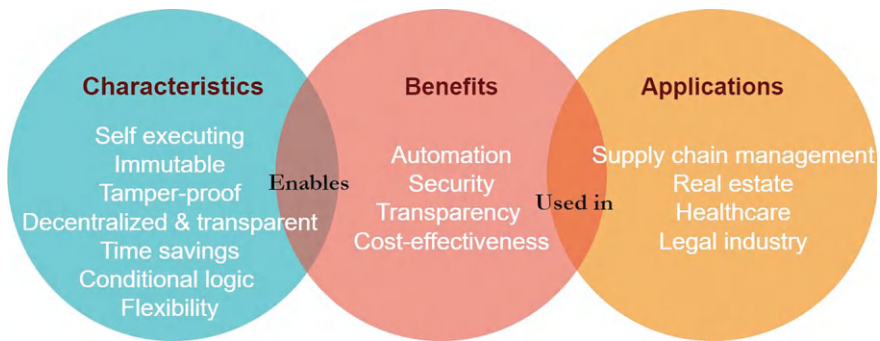 Characteristics
Self executing
Immutable
Tamper-proof
Decentralized & transparent
Time savings
Conditional logic
Flexibility
Enables
Benefits
Automation
Security
Transparency
Cost-effectiveness
Used in
Applications
Supply chain management
Real estate
Healthcare
Legal industry